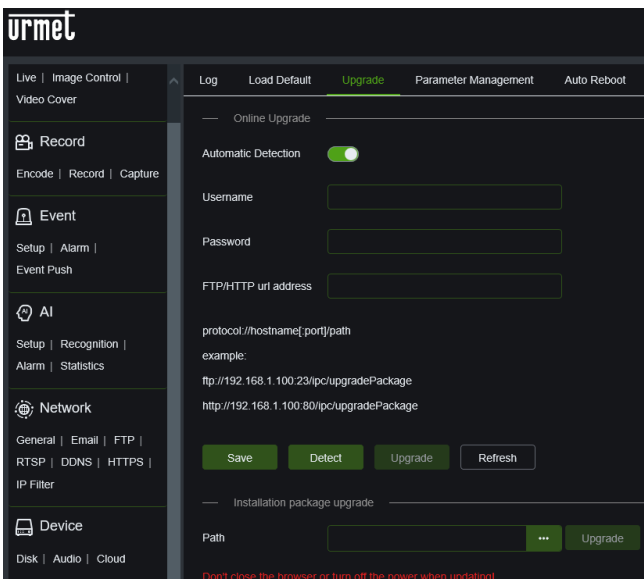 urmet
Live | Image Control |
Video Cover
Record
Encode | Record | Capture
Event
Setup | Alarm |
Event Push
AI
Setup | Recognition |
Alarm | Statistics
Network
General | Email | FTP |
RTSP | DDNS | HTTPS |
IP Filter
Device
Disk | Audio | Cloud
Log Load Default Upgrade Parameter Management Auto Reboot
Online Upgrade
Automatic Detection
Username
Password
FTP/HTTP url address
protocol://hostname[:port]/path
example:
ftp://192.168.1.100:23/ipc/upgradePackage
http://192.168.1.100:80/ipc/upgradePackage
Save Detect Upgrade Refresh
Installation package upgrade
Path ... Upgrade
Don't close the browser or turn off the power when updating!